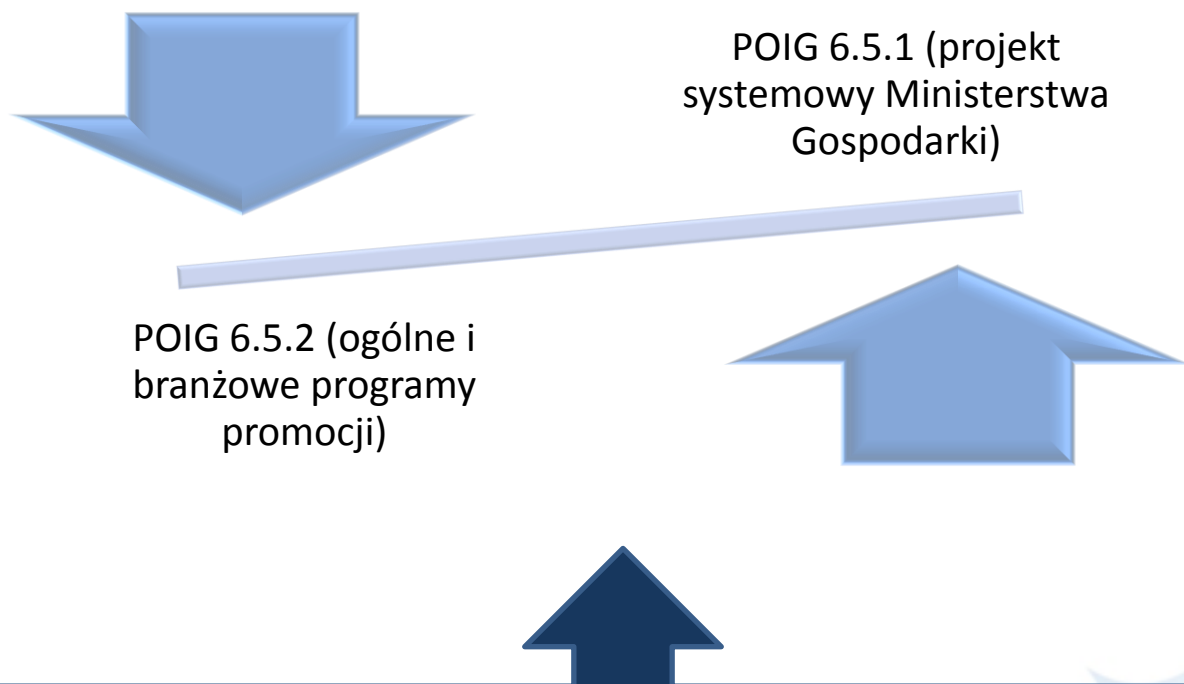 POIG 6.5.1 (projekt
systemowy Ministerstwa
Gospodarki)
POIG 6.5.2 (ogólne i
branżowe programy
promocji)